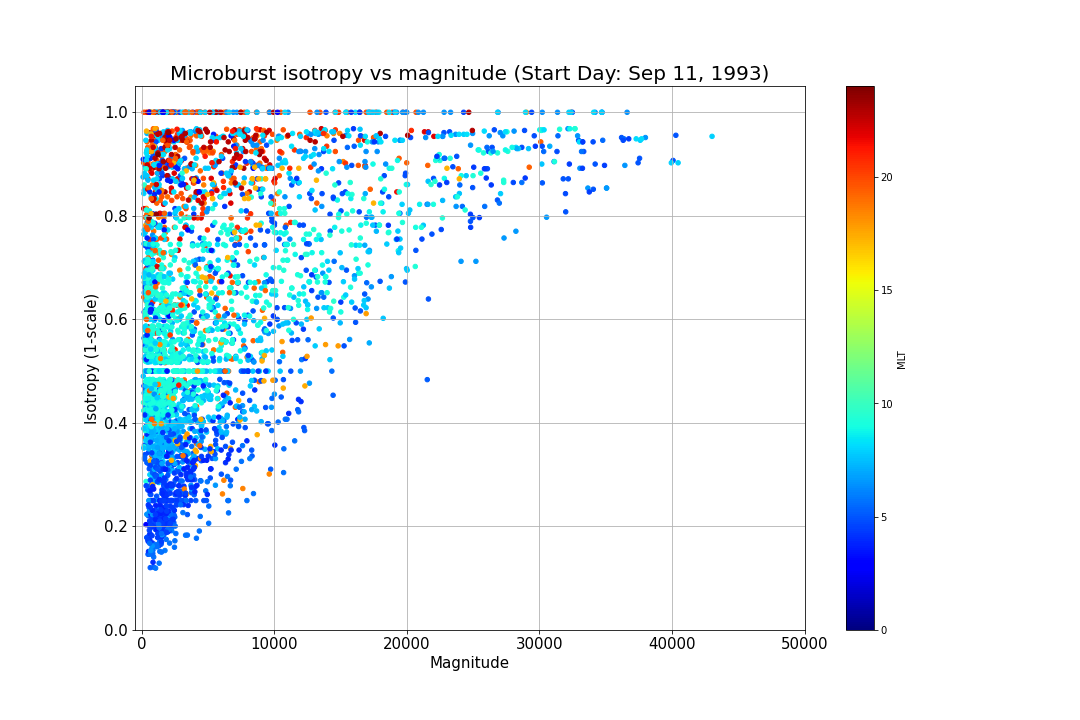 Microburst isotropy vs magnitude (Start Day: Sep 11, 1993)
1.0
0.8
0.6
0.4
0.2
0.0
Isotropy (1-scale)
0 10000 20000 30000 40000 50000
Magnitude
20
15
10
5
0
MLT